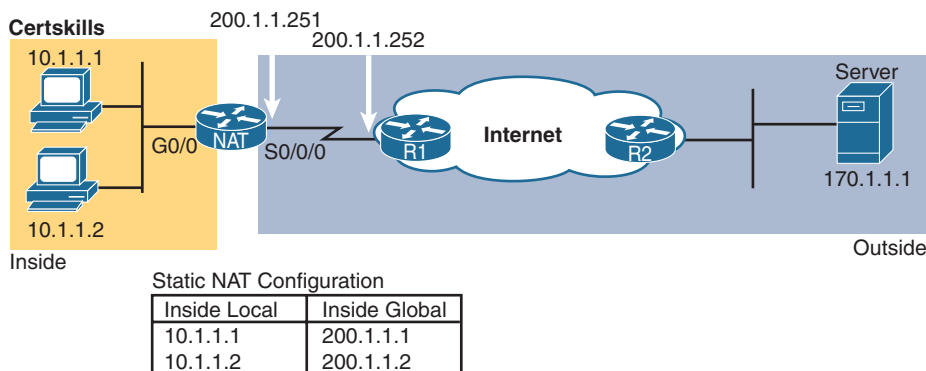 200.1.1.251
Certskills
200.1.1.252
10.1.1.1
Server
G0/0
NAT
S0/0/0
R1
Internet
R2
170.1.1.1
10.1.1.2
Inside
Outside
Static NAT Configuration
Inside Local Inside Global
10.1.1.1 200.1.1.1
10.1.1.2 200.1.1.2